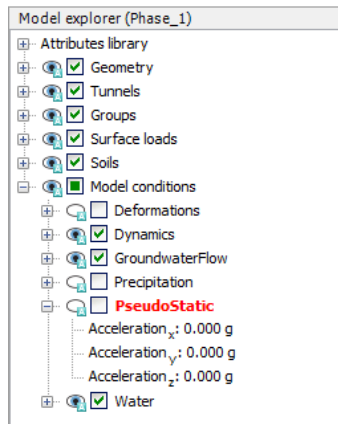 Model explorer (Phase_1)
Attributes library
Geometry
Tunnels
Groups
Surface loads
Soils
Model conditions
Deformations
Dynamics
GroundwaterFlow
Precipitation
PseudoStatic
Accelerationx: 0.000 g
Accelerationy: 0.000 g
Accelerationz: 0.000 g
Water